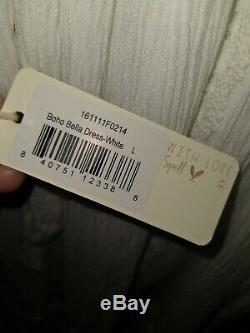 161111F0214
Boho Bella Dress-White L
8 40751 12338 6
WITH LOVE
Spell